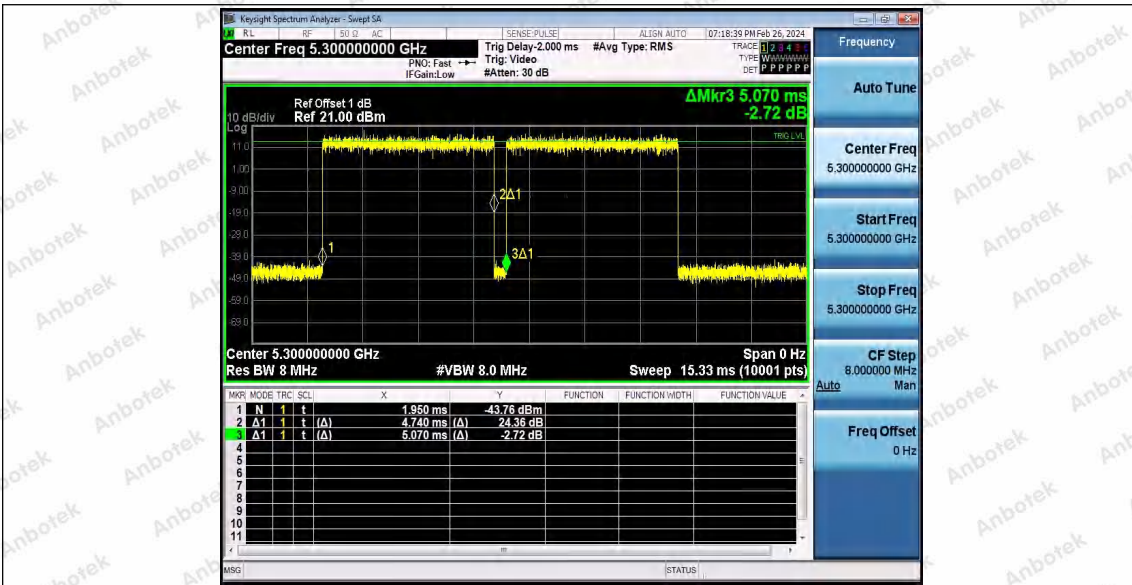 Keysight Spectrum Analyzer - Swept SA
RL RF 50 Ω AC SENSE:PULSE ALIGN AUTO 07:18:39 PM Feb 26, 2024
Center Freq 5.300000000 GHz
PNO: Fast
IFGain:Low
Trig Delay-2.000 ms
Trig: Video
#Atten: 30 dB
#Avg Type: RMS
TRACE 1 2 3 4 5 6
TYPE WWWWWW
DET P P P P P P
ΔMkr3 5.070 ms
-2.72 dB
Ref Offset 1 dB
10 dB/div Ref 21.00 dBm
Log
TRIG LVL
11.0
1.00
-9.00
-19.0
-29.0
-39.0
-49.0
-59.0
-69.0
1
2Δ1
3Δ1
Center 5.300000000 GHz Span 0 Hz
Res BW 8 MHz #VBW 8.0 MHz Sweep 15.33 ms (10001 pts)
MKR MODE TRC SCL X Y FUNCTION FUNCTION WIDTH FUNCTION VALUE
1 N 1 t 1.950 ms -43.76 dBm
2 Δ1 1 t (Δ) 4.740 ms (Δ) 24.36 dB
3 Δ1 1 t (Δ) 5.070 ms (Δ) -2.72 dB
4
5
6
7
8
9
10
11
MSG STATUS
Frequency
Auto Tune
Center Freq
5.300000000 GHz
Start Freq
5.300000000 GHz
Stop Freq
5.300000000 GHz
CF Step
8.000000 MHz
Auto Man
Freq Offset
0 Hz
Anbotek